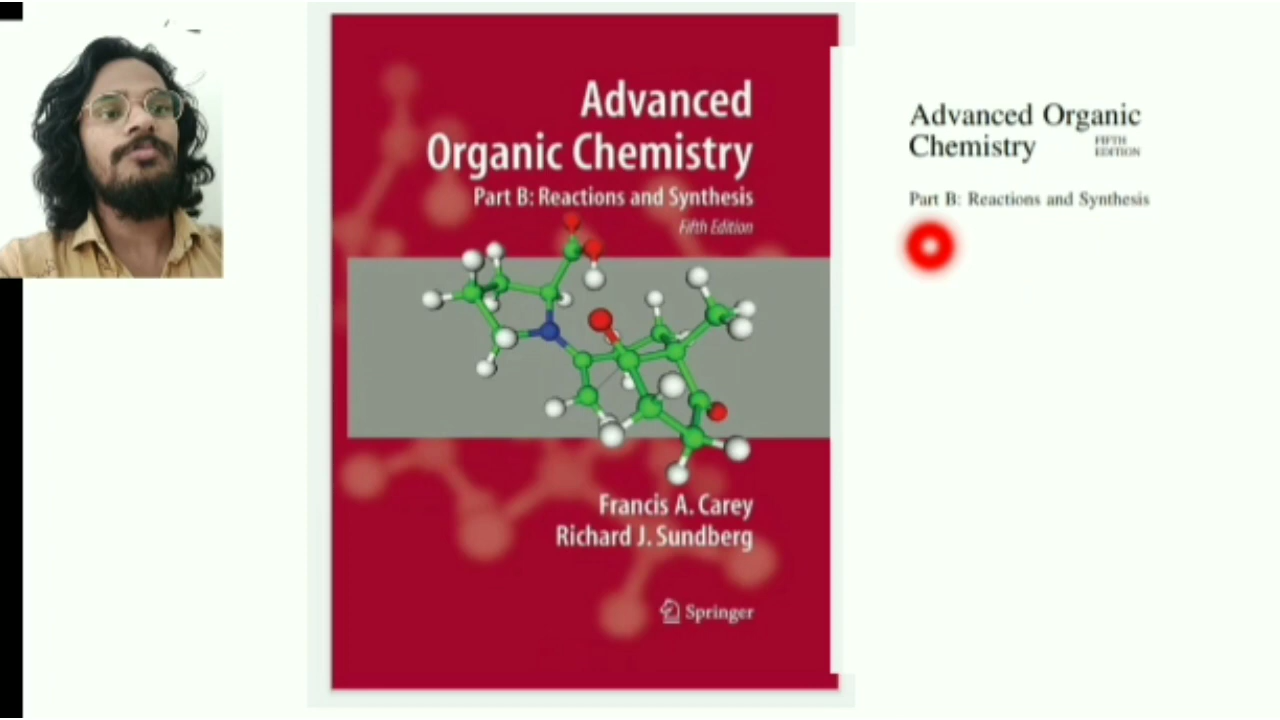 Advanced
Organic Chemistry
Part B: Reactions and Synthesis
Fifth Edition
Francis A. Carey
Richard J. Sundberg
Springer
Advanced Organic
Chemistry FIFTH
EDITION
Part B: Reactions and Synthesis